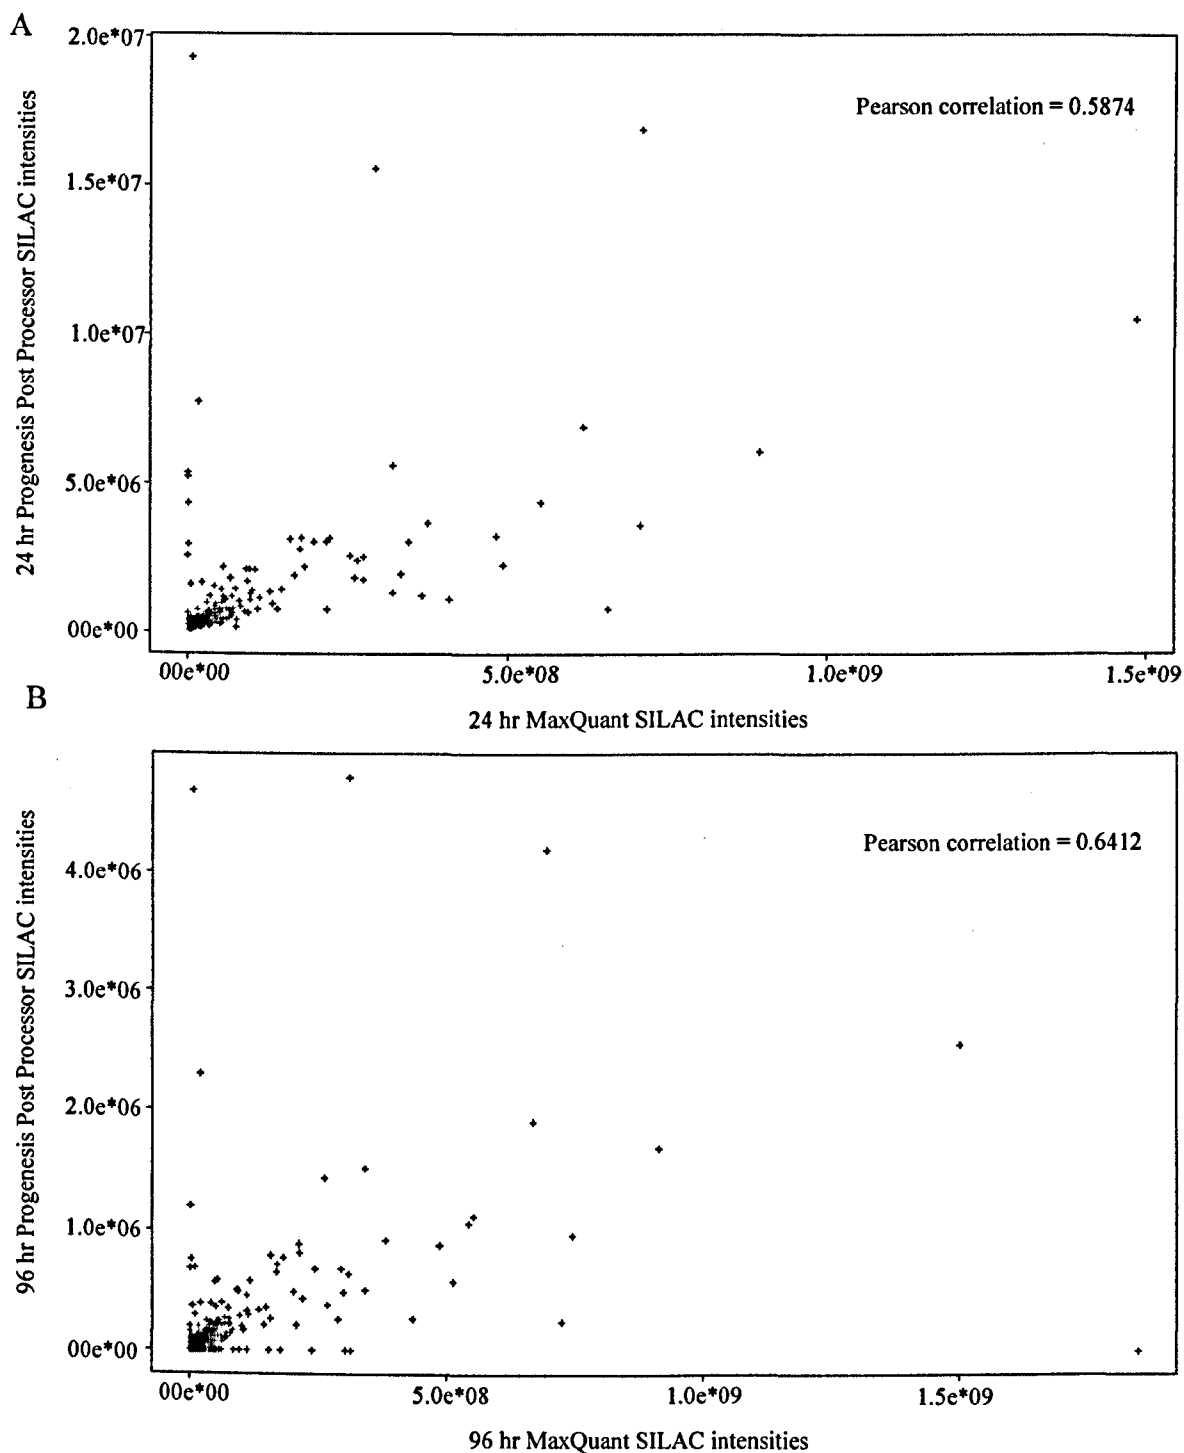 A
2.0e*07
1.5e*07
1.0e*07
5.0e*06
00e*00
24 hr Progenesis Post Processor SILAC intensities
Pearson correlation = 0.5874
00e*00
5.0e*08
1.0e*09
1.5e*09
24 hr MaxQuant SILAC intensities
B
4.0e*06
3.0e*06
2.0e*06
1.0e*06
00e*00
96 hr Progenesis Post Processor SILAC intensities
Pearson correlation = 0.6412
00e*00
5.0e*08
1.0e*09
1.5e*09
96 hr MaxQuant SILAC intensities